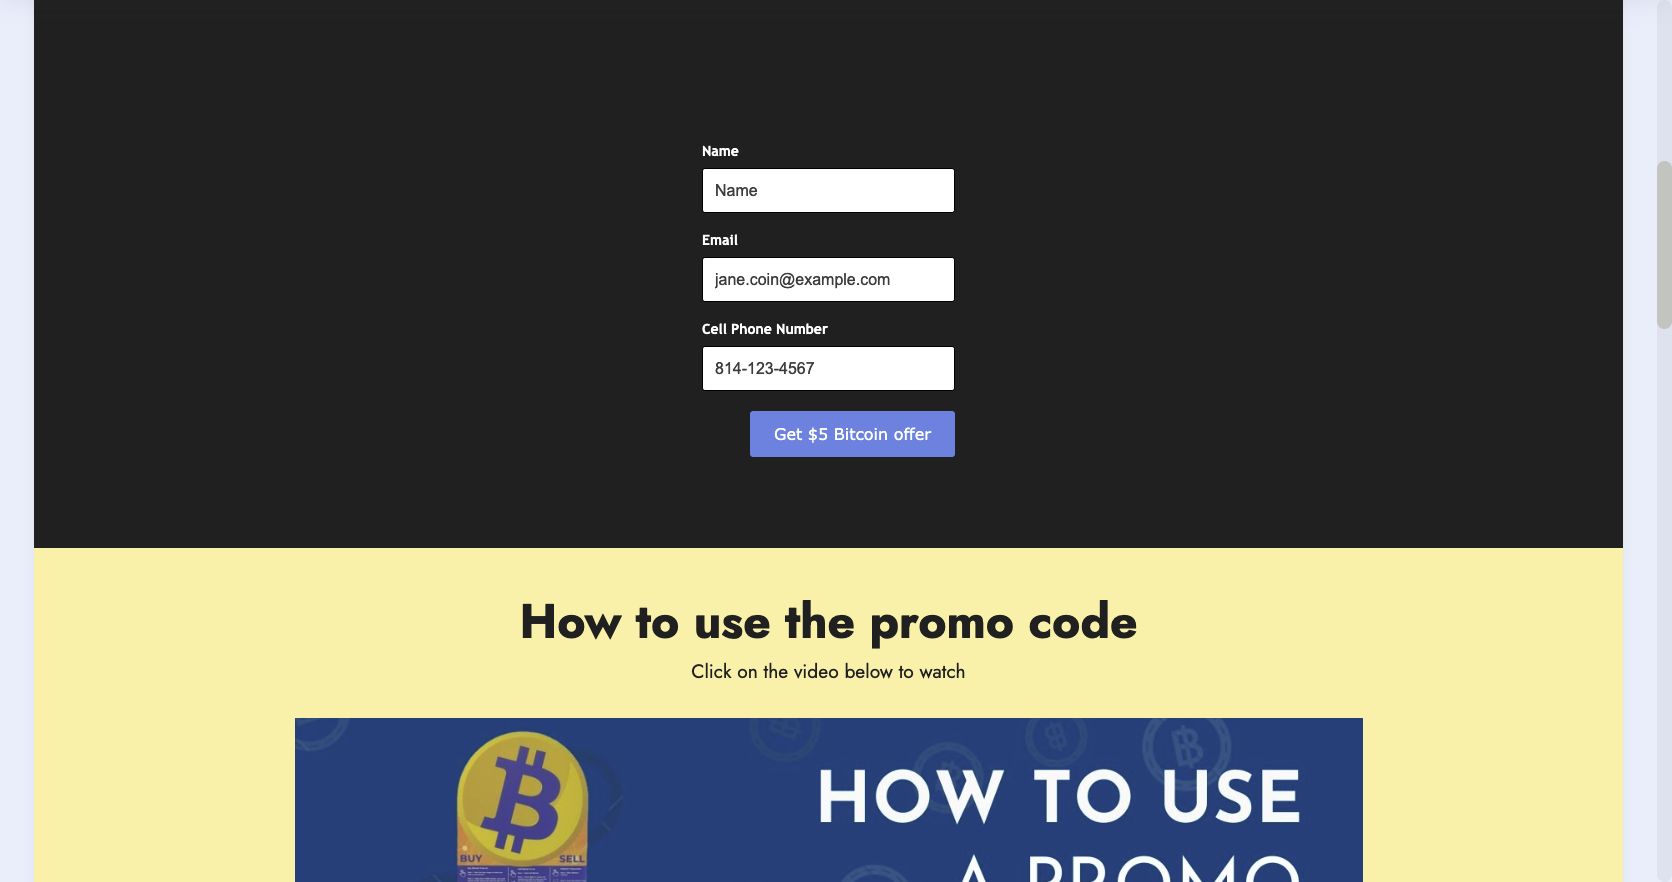 Name
Name
Email
jane.coin@example.com
Cell Phone Number
814-123-4567
Get $5 Bitcoin offer
How to use the promo code
Click on the video below to watch
HOW TO USE
A PROMO
BUY SELL